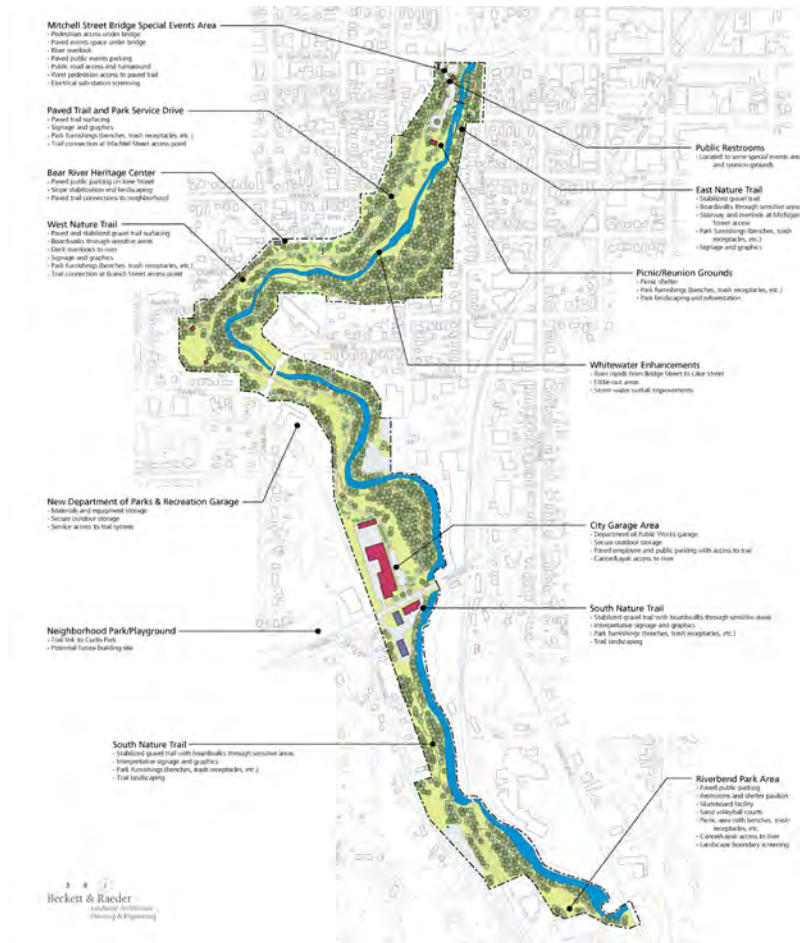 Mitchell Street Bridge Special Events Area
- Pedestrian access under bridge
- Paved events space under bridge
- River overlook
- Paved public events parking
- Public road access and turnaround
- West pedestrian access to paved trail
- Electrical sub-station screening
Paved Trail and Park Service Drive
- Paved trail surfacing
- Signage and graphics
- Park furnishings (benches, trash receptacles, etc.)
- Trail connection at Wachtel Street access point
Bear River Heritage Center
- Paved public parking on
- Slope stabilization and landscaping
- Paved trail connections to neighborhood
West Nature Trail
- Paved and stabilized gravel trail surfacing
- Boardwalks through sensitive areas
- Deck overlooks to river
- Signage and graphics
- Park furnishings (benches, trash receptacles, etc.)
- Trail connection at Street access point
New Department of Parks & Recreation Garage
- Materials and equipment storage
- Secure outdoor storage
- Service access to trail system
Neighborhood Park/Playground
- Trail link to Curtis Park
- Potential future building site
South Nature Trail
- Stabilized gravel trail with boardwalks through sensitive areas
- Interpretative signage and graphics
- Park furnishings (benches, trash receptacles, etc.)
- Trail landscaping
Public Restrooms
- Located to serve special events area
and reunion grounds
East Nature Trail
- Stabilized gravel trail
- Boardwalks through sensitive areas
- Stairway and overlook at Michigan
Street access
- Park furnishings (benches, trash
receptacles, etc.)
- Signage and graphics
Picnic/Reunion Grounds
- Picnic shelter
- Park furnishings (benches, trash receptacles, etc.)
- Park landscaping and reforestation
Whitewater Enhancements
- River rapids from Bridge Street to Lake Street
- Eddie-out areas
- Storm water outfall improvements
City Garage Area
- Department of Public Works garage
- Secure outdoor storage
- Paved employee and public parking with access to trail
- Canoe/kayak access to river
South Nature Trail
- Stabilized gravel trail with boardwalks through sensitive areas
- Interpretative signage and graphics
- Park furnishings (benches, trash receptacles, etc.)
- Trail landscaping
Riverbend Park Area
- Paved public parking
- Restrooms and shelter pavilion
- Skateboard facility
- Sand volleyball courts
- Picnic area with benches, trash
receptacles, etc.
- Canoe/kayak access to river
- Landscape boundary screening
Beckett & Raeder
Landscape Architecture
Planning & Engineering